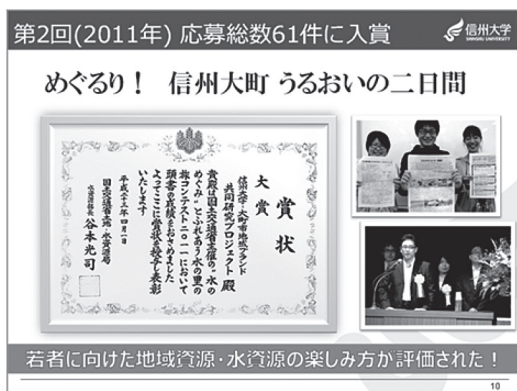 第2回(2011年) 応募総数61件に入賞
信州大学
SHINSHU UNIVERSITY
めぐるり！ 信州大町 うるおいの二日間
賞状
大賞
信州大学・大町市地域ブランド
共同研究プロジェクト 殿
貴殿は国土交通省主催の“水の
めぐみ”とふれあう水の里の
旅コンテスト二〇一一において
頭書の成績をおさめました
よってここに賞状を授与し表彰
いたします
平成二十三年四月一日
国土交通省土地・水資源局
水資源部長 谷本光司
若者に向けた地域資源・水資源の楽しみ方が評価された！
10